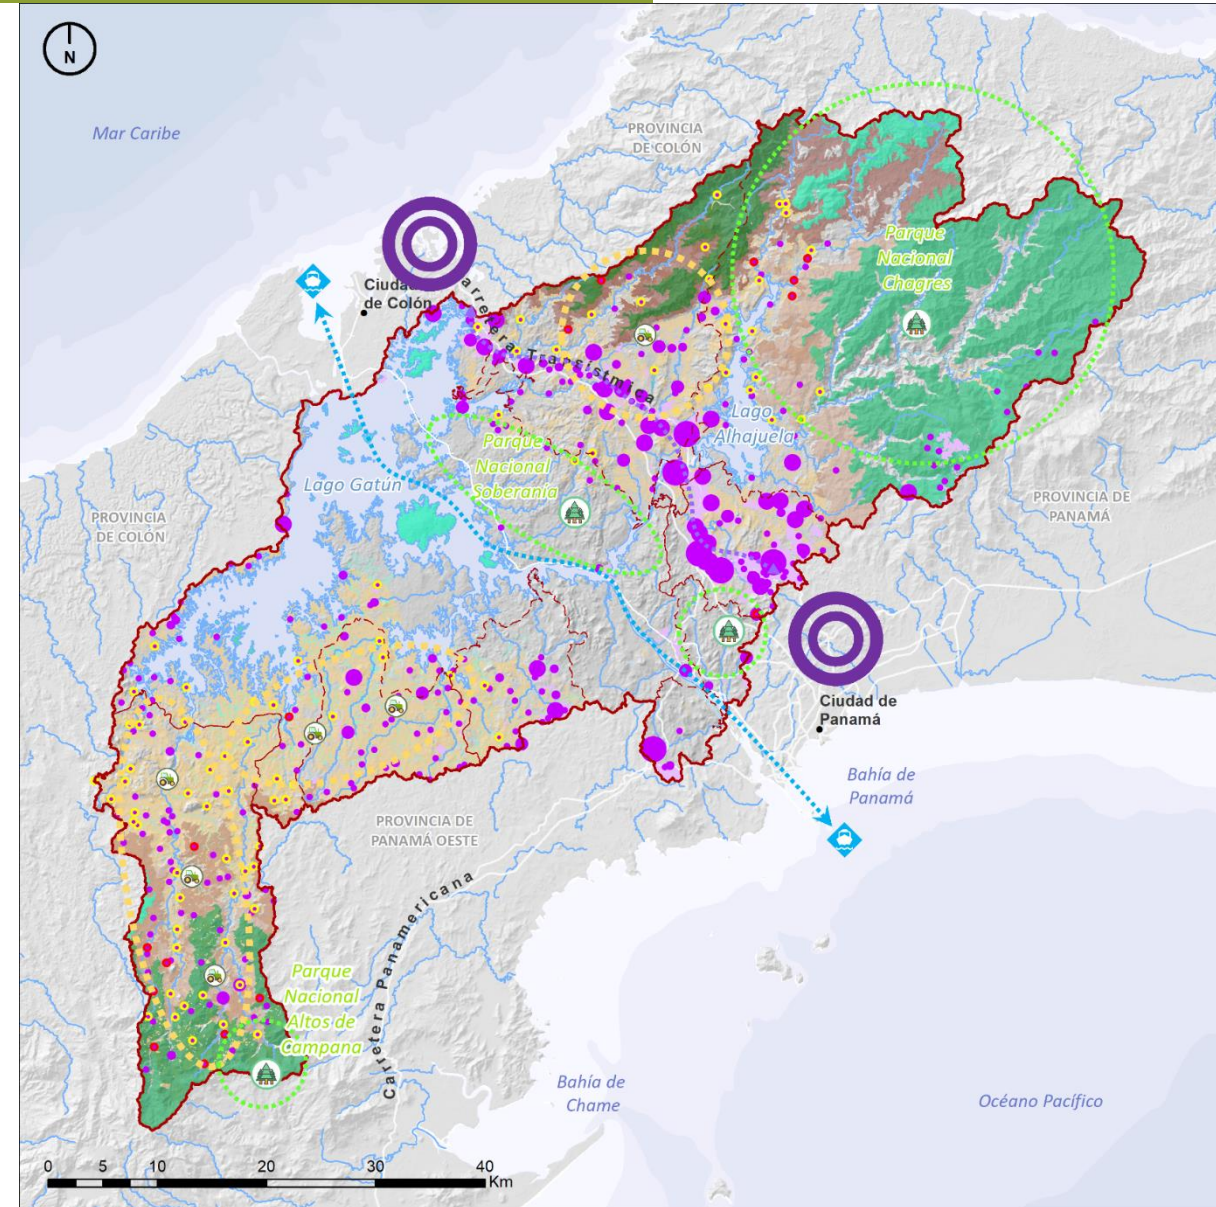 N
Mar Caribe
PROVINCIA
DE COLÓN
Parque
Nacional
Chagres
Ciudad
de Colón
Carretera Transístmica
Lago
Alhajuela
Parque
Nacional
Soberanía
Lago Gatún
PROVINCIA
DE COLÓN
PROVINCIA DE
PANAMÁ
Ciudad de
Panamá
Bahía de
Panamá
PROVINCIA DE
PANAMÁ OESTE
Carretera Panamericana
Parque
Nacional
Altos de
Campana
Bahía de
Chame
Océano Pacífico
0 5 10 20 30 40
Km